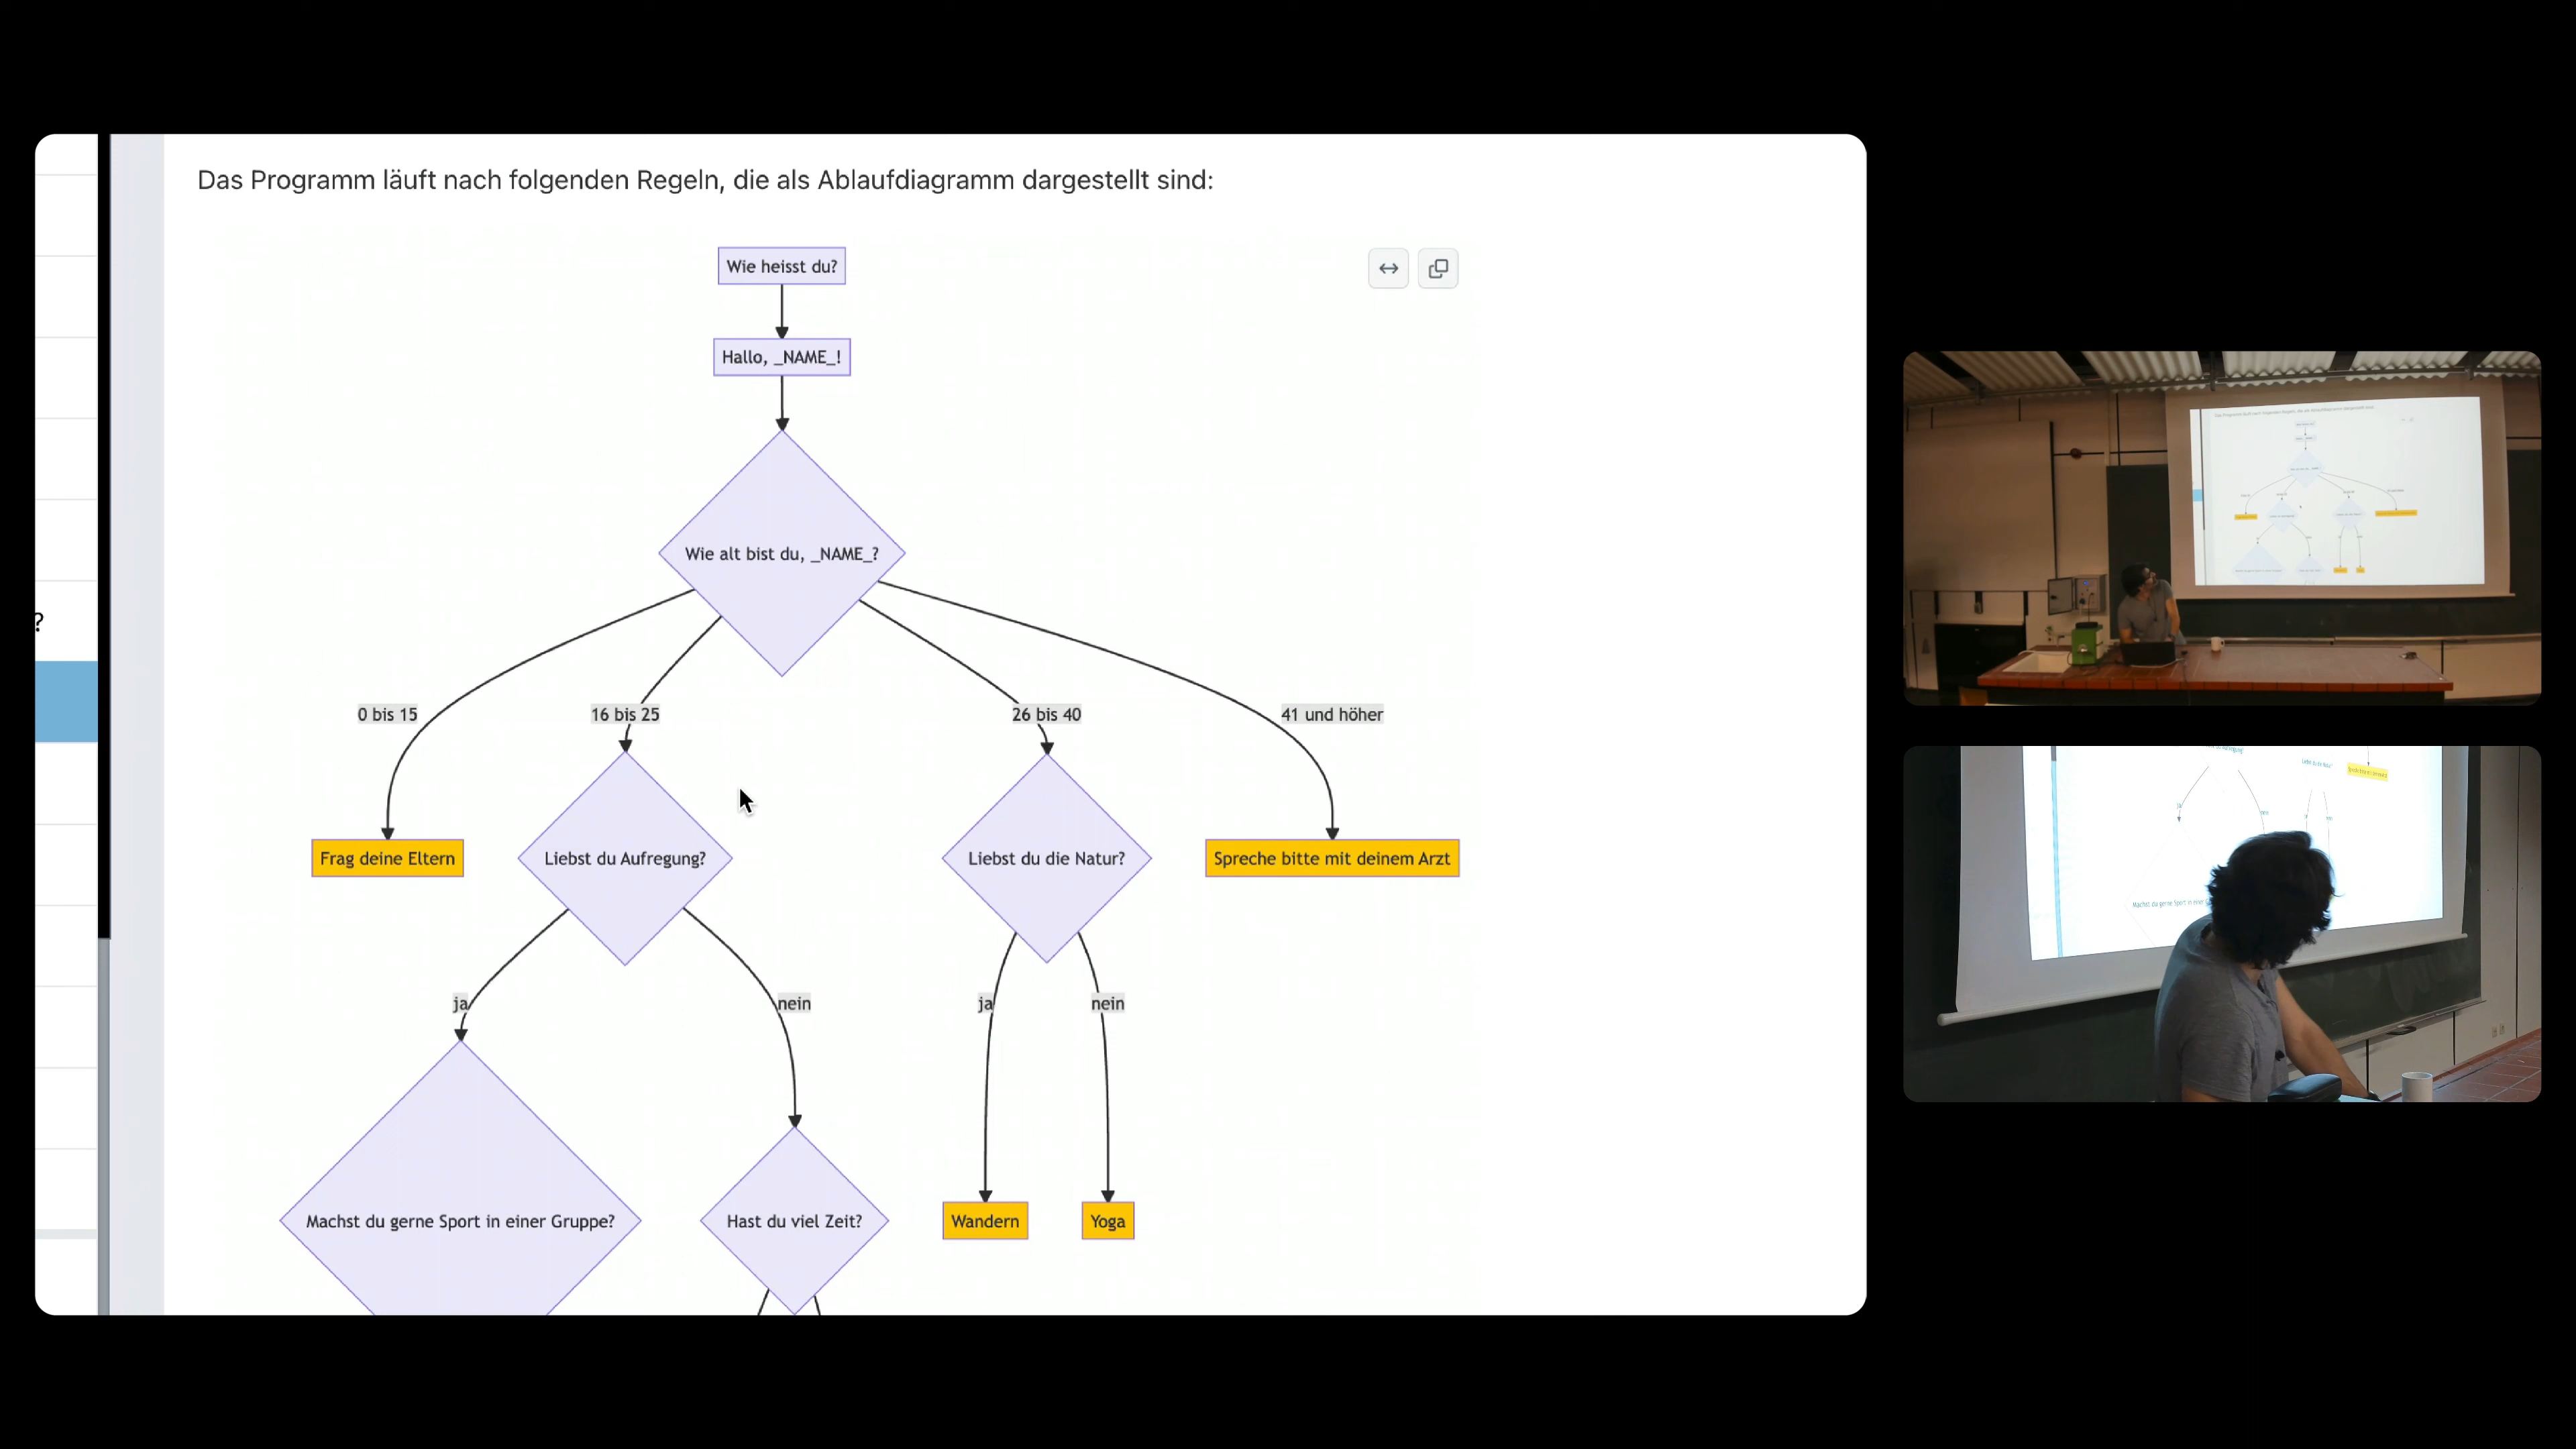 Das Programm läuft nach folgenden Regeln, die als Ablaufdiagramm dargestellt sind:
Wie heisst du?
Hallo, _NAME_!
Wie alt bist du, _NAME_?
?
0 bis 15
16 bis 25
26 bis 40
41 und höher
Frag deine Eltern
Liebst du Aufregung?
Liebst du die Natur?
Spreche bitte mit deinem Arzt
ja
nein
ja
nein
Machst du gerne Sport in einer Gruppe?
Hast du viel Zeit?
Wandern
Yoga